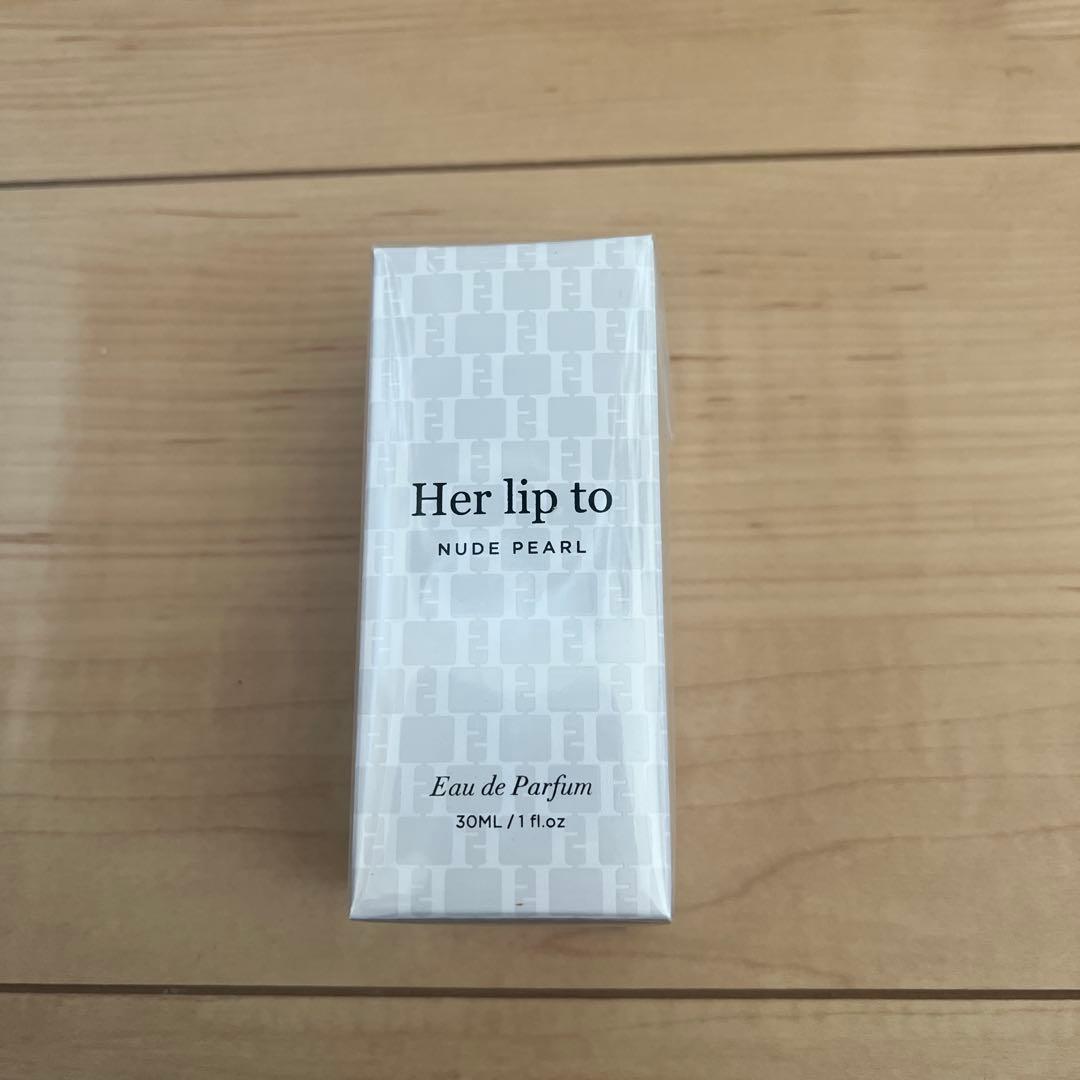 Her lip to
NUDE PEARL
Eau de Parfum
30ML / 1 fl.oz